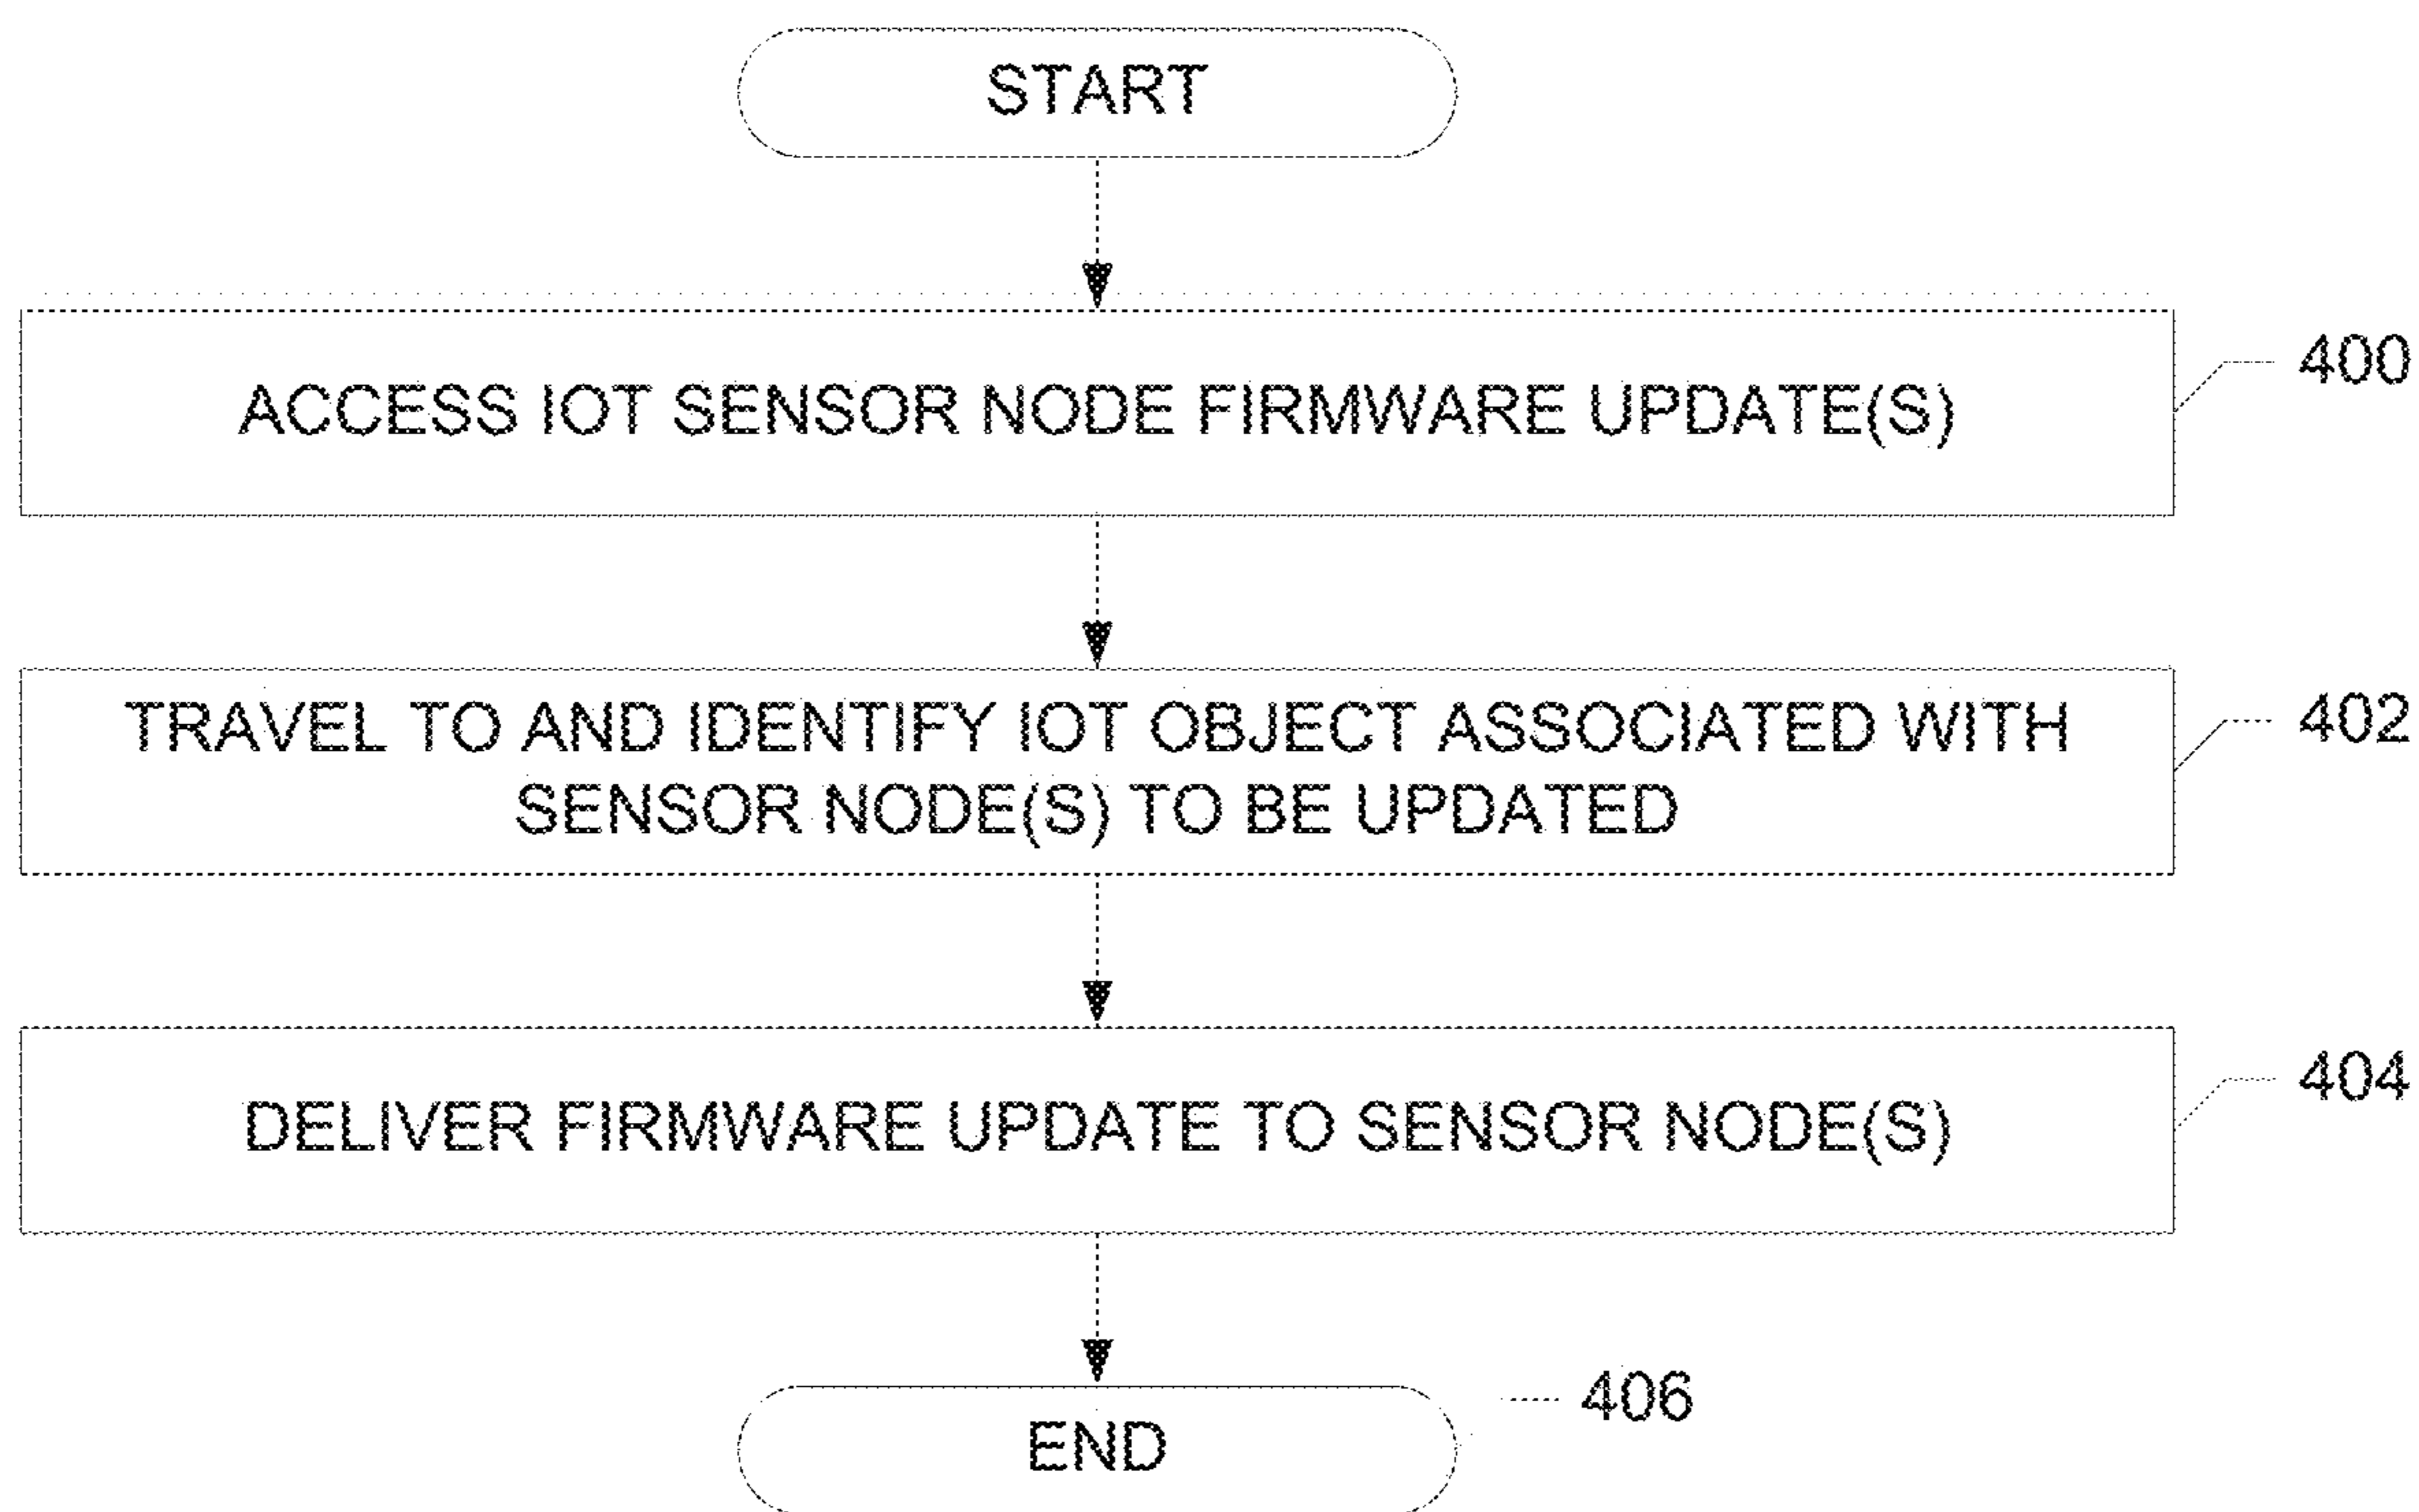 START
ACCESS IOT SENSOR NODE FIRMWARE UPDATE(S)
400
TRAVEL TO AND IDENTIFY IOT OBJECT ASSOCIATED WITH
SENSOR NODE(S) TO BE UPDATED
402
DELIVER FIRMWARE UPDATE TO SENSOR NODE(S)
404
END
406